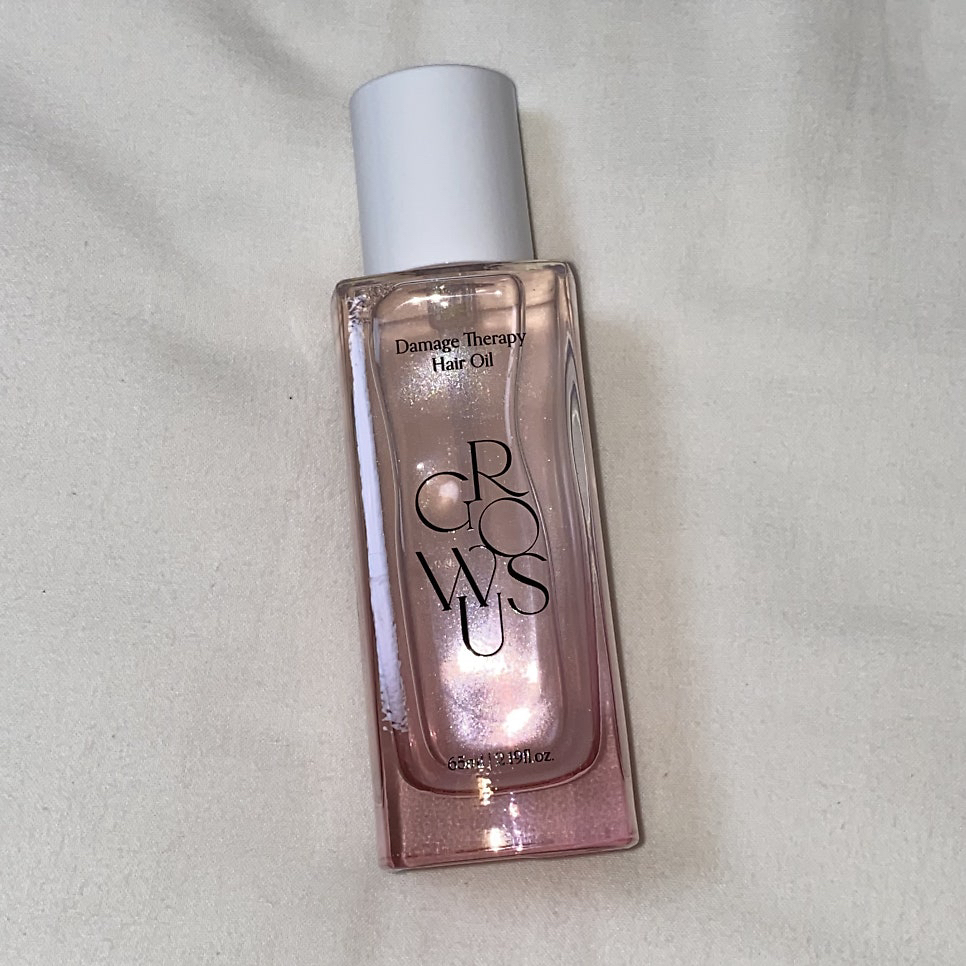 Damage Therapy
Hair Oil
GROWUS
65ml | 2.19fl.oz.